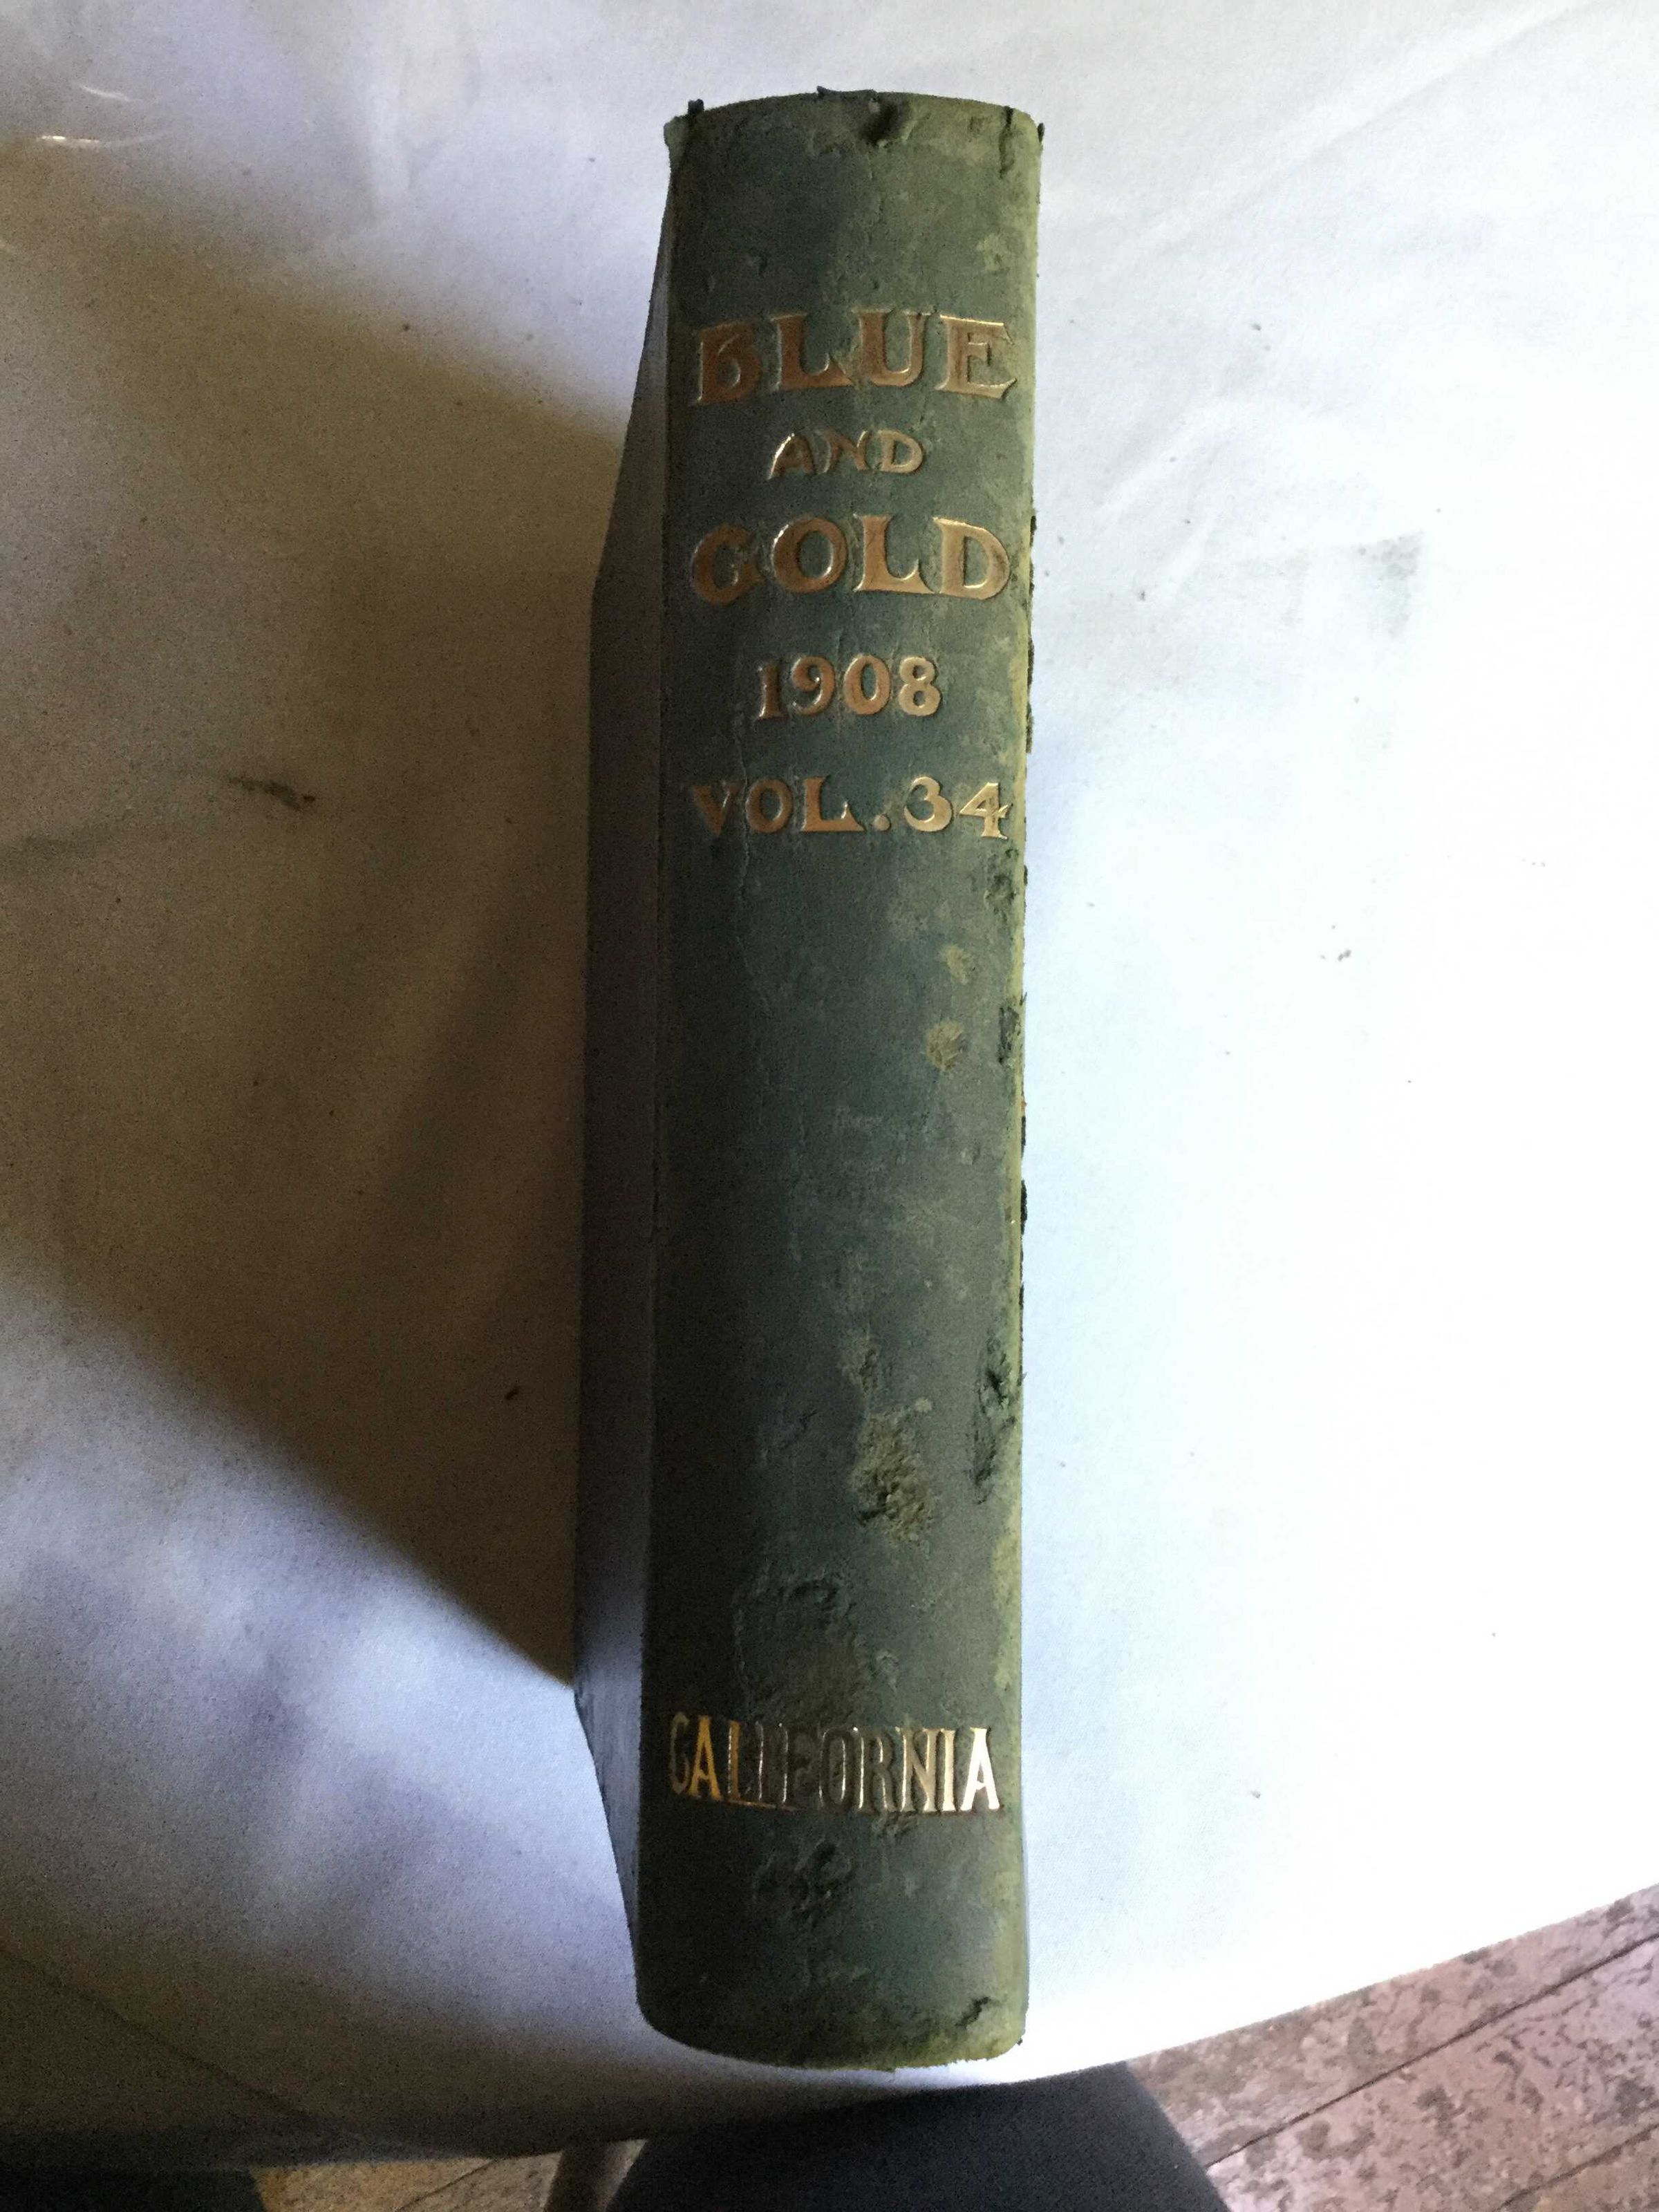 BLUE
AND
GOLD
1908
VOL. 34
CALIFORNIA